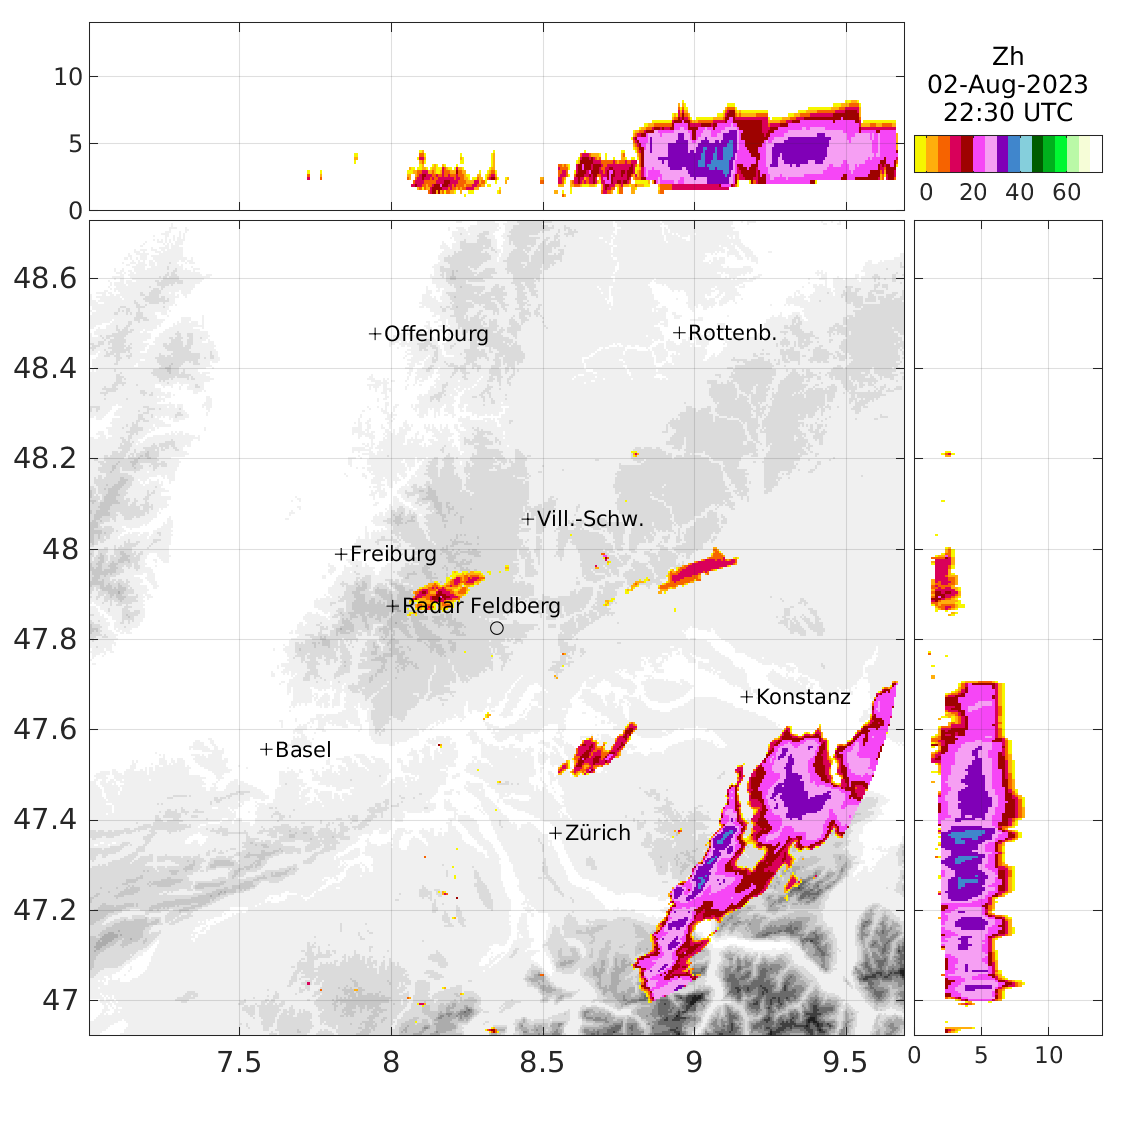 10
5
0
Zh
02-Aug-2023
22:30 UTC
0 20 40 60
48.6
48.4
48.2
48
47.8
47.6
47.4
47.2
47
+Offenburg
+Rottenb.
+Vill.-Schw.
+Freiburg
+Radar Feldberg
+Konstanz
+Basel
+Zürich
7.5 8 8.5 9 9.5
0 5 10